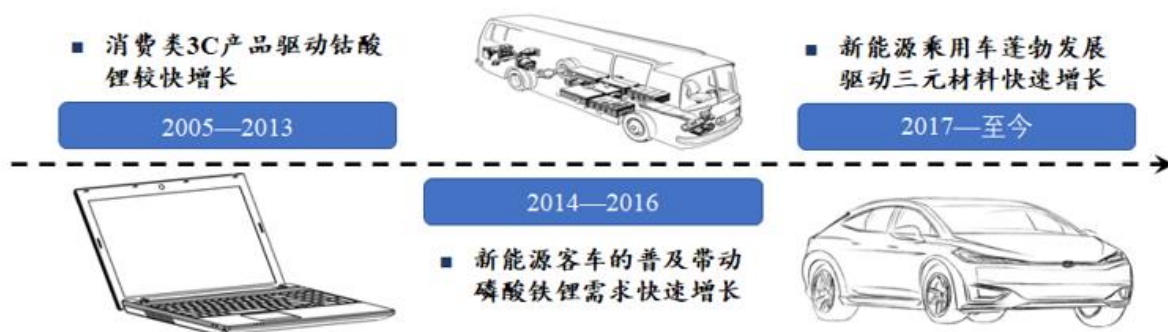 ■ 消费类3C产品驱动钴酸
锂较快增长
2005—2013
2014—2016
■ 新能源客车的普及带动
磷酸铁锂需求快速增长
■ 新能源乘用车蓬勃发展
驱动三元材料快速增长
2017—至今